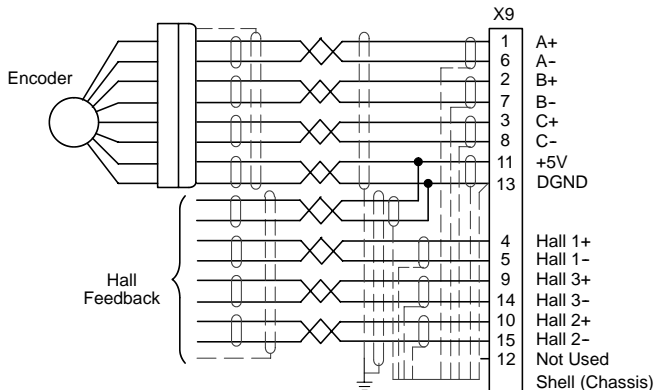 X9
Encoder
1 A+
6 A−
2 B+
7 B−
3 C+
8 C−
11 +5V
13 DGND
Hall
Feedback
4 Hall 1+
5 Hall 1−
9 Hall 3+
14 Hall 3−
10 Hall 2+
15 Hall 2−
12 Not Used
Shell (Chassis)